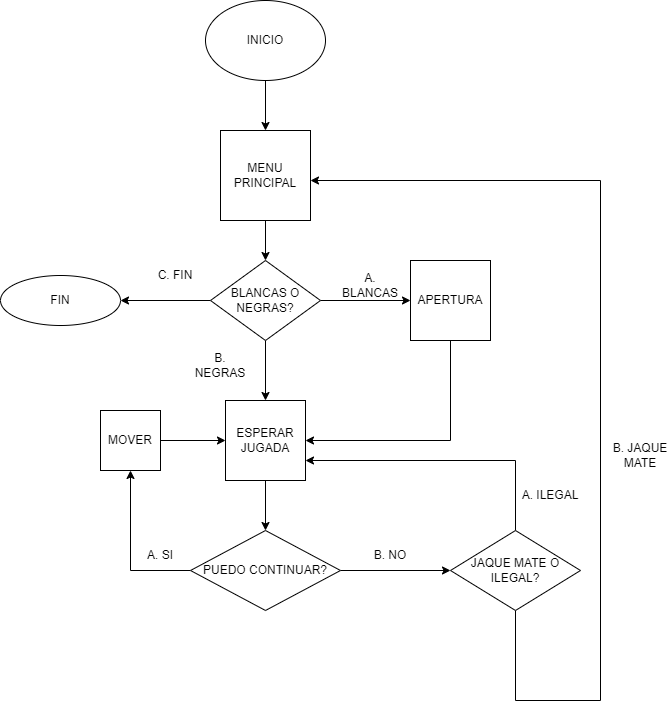 INICIO
MENU
PRINCIPAL
C. FIN
A.
BLANCAS
FIN
BLANCAS O
NEGRAS?
APERTURA
B.
NEGRAS
MOVER
ESPERAR
JUGADA
B. JAQUE
MATE
A. ILEGAL
A. SI
PUEDO CONTINUAR?
B. NO
JAQUE MATE O
ILEGAL?